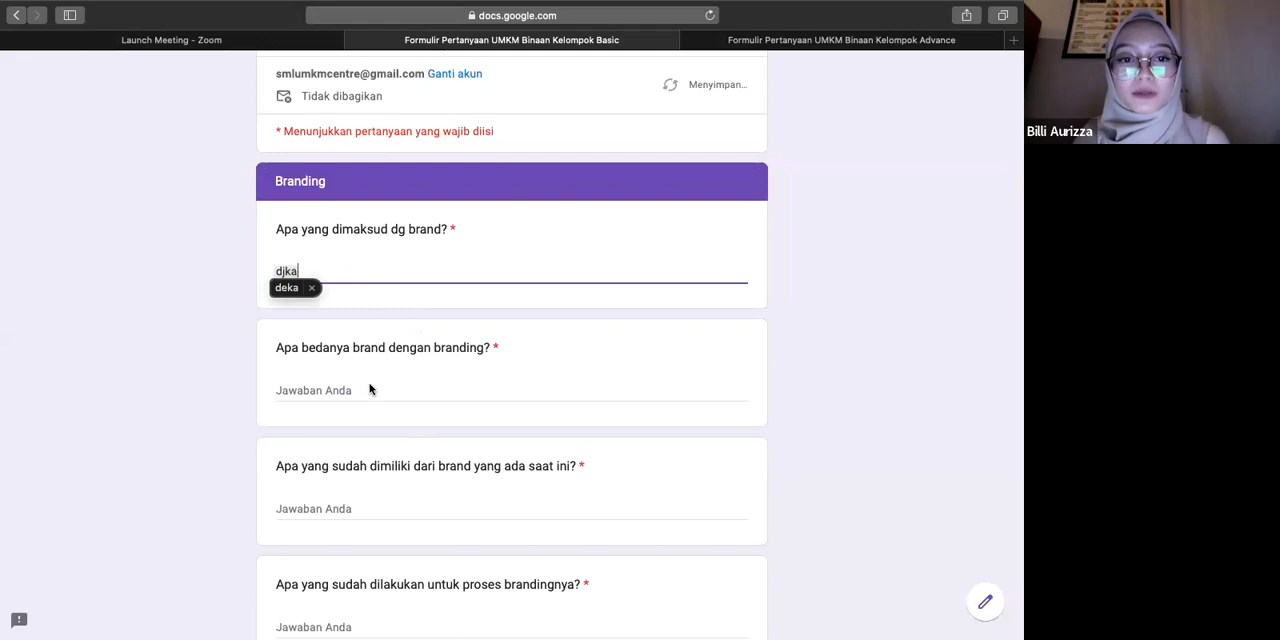 docs.google.com
Launch Meeting - Zoom
Formulir Pertanyaan UMKM Binaan Kelompok Basic
Formulir Pertanyaan UMKM Binaan Kelompok Advance
smlumkmcentre@gmail.com Ganti akun
Menyimpan...
Tidak dibagikan
* Menunjukkan pertanyaan yang wajib diisi
Branding
Apa yang dimaksud dg brand? *
djka
deka ×
Apa bedanya brand dengan branding? *
Jawaban Anda
Apa yang sudah dimiliki dari brand yang ada saat ini? *
Jawaban Anda
Apa yang sudah dilakukan untuk proses brandingnya? *
Jawaban Anda
Billi Aurizza